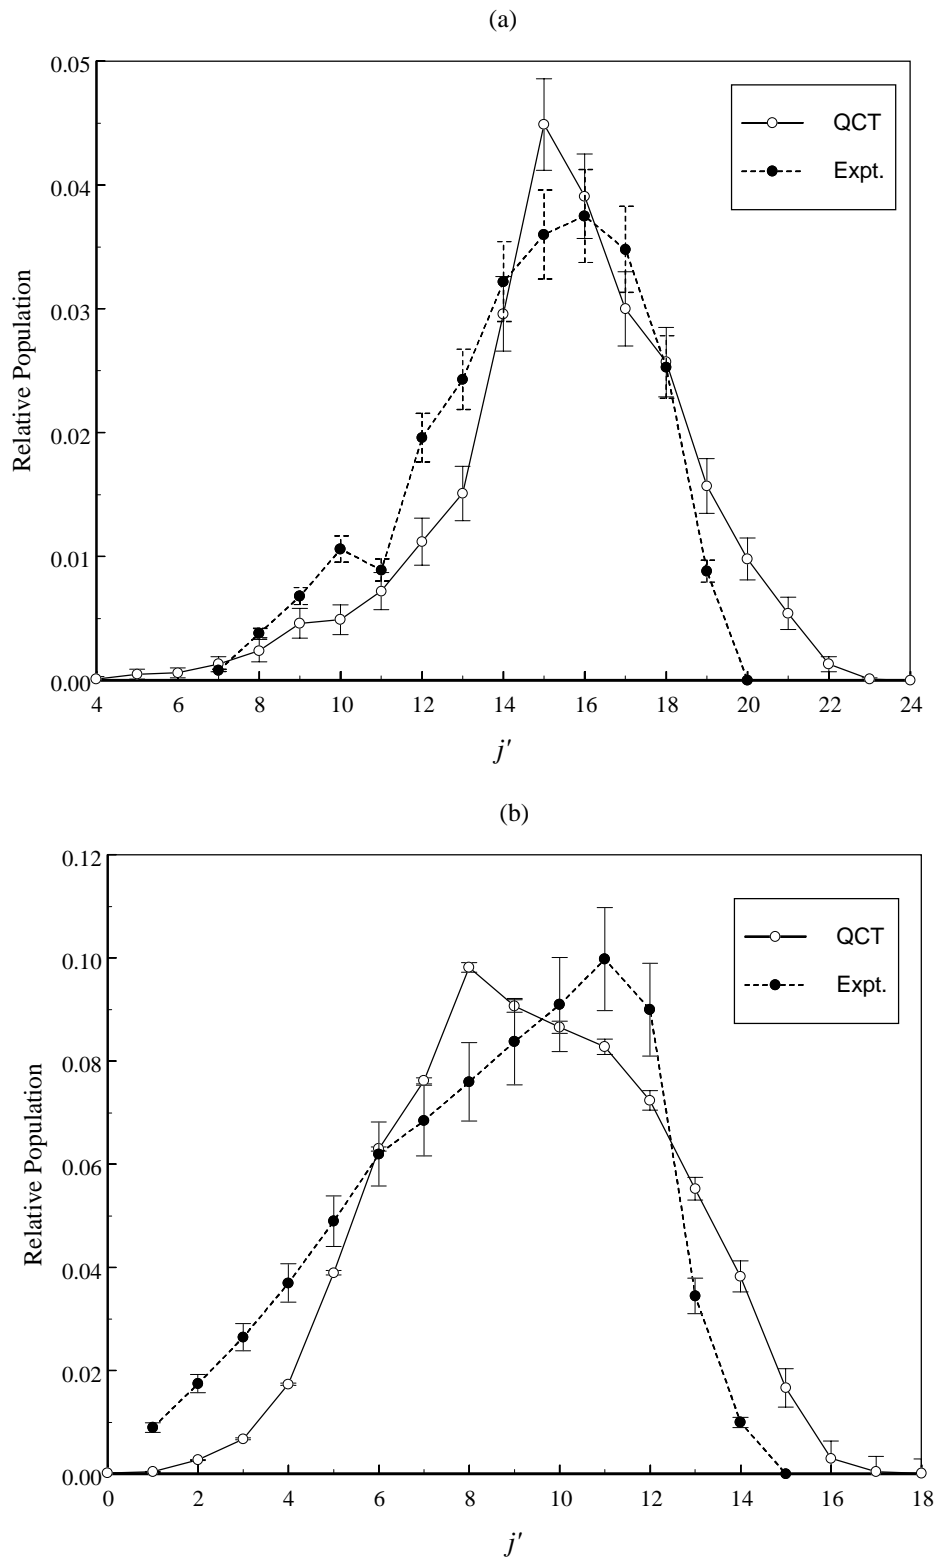 (a)
0.05
0.04
0.03
0.02
0.01
0.00
Relative Population
QCT
Expt.
4 6 8 10 12 14 16 18 20 22 24
j'
(b)
0.12
0.10
0.08
0.06
0.04
0.02
0.00
Relative Population
QCT
Expt.
0 2 4 6 8 10 12 14 16 18
j'